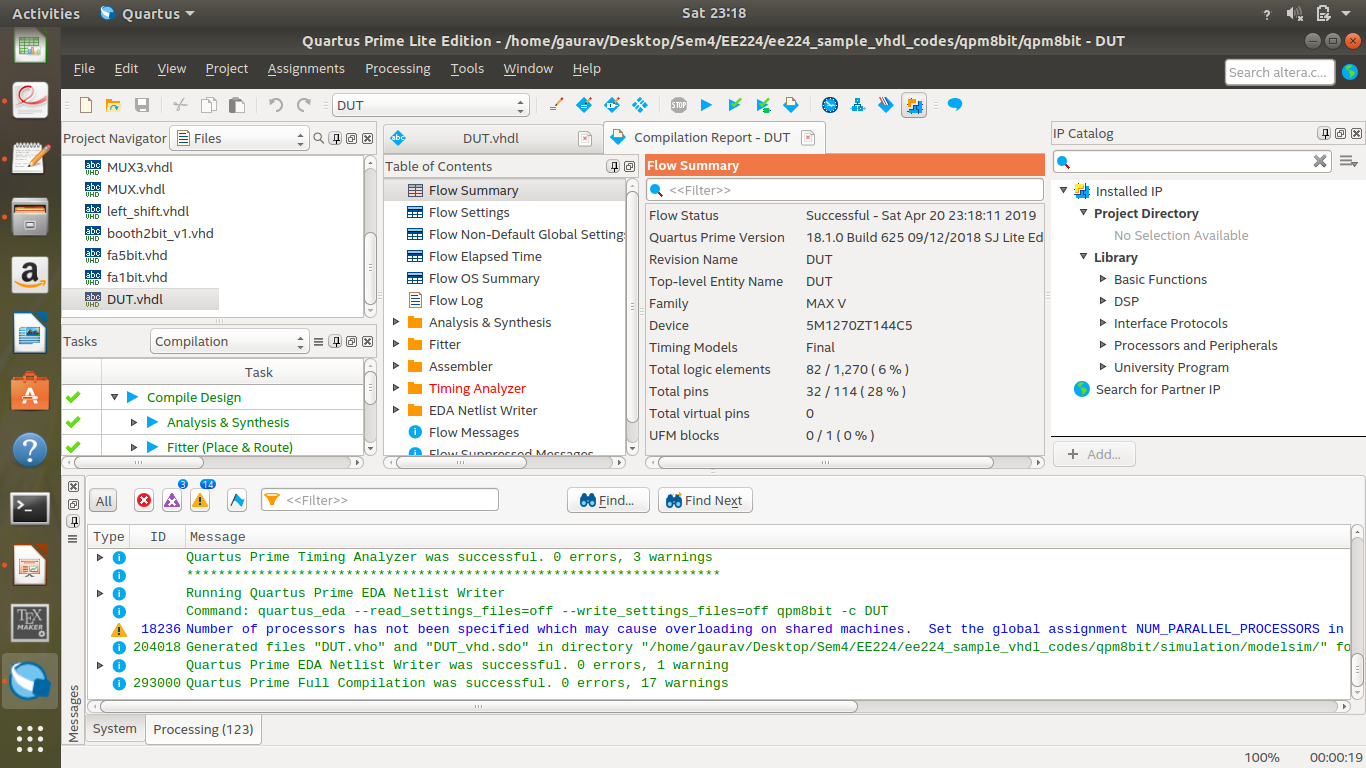 Activities Quartus Sat 23:18 ?
Quartus Prime Lite Edition - /home/gaurav/Desktop/Sem4/EE224/ee224_sample_vhdl_codes/qpm8bit/qpm8bit - DUT
File Edit View Project Assignments Processing Tools Window Help Search altera.c...
DUT STOP
Project Navigator Files
MUX3.vhdl
MUX.vhdl
left_shift.vhdl
booth2bit_v1.vhd
fa5bit.vhd
fa1bit.vhd
DUT.vhdl
Tasks Compilation
Task
Compile Design
Analysis & Synthesis
Fitter (Place & Route)
DUT.vhdl Compilation Report - DUT
Table of Contents
Flow Summary
Flow Settings
Flow Non-Default Global Settings
Flow Elapsed Time
Flow OS Summary
Flow Log
Analysis & Synthesis
Fitter
Assembler
Timing Analyzer
EDA Netlist Writer
Flow Messages
Flow Suppressed Messages
Flow Summary
<<Filter>>
Flow Status Successful - Sat Apr 20 23:18:11 2019
Quartus Prime Version 18.1.0 Build 625 09/12/2018 SJ Lite Ed
Revision Name DUT
Top-level Entity Name DUT
Family MAX V
Device 5M1270ZT144C5
Timing Models Final
Total logic elements 82 / 1,270 ( 6 % )
Total pins 32 / 114 ( 28 % )
Total virtual pins 0
UFM blocks 0 / 1 ( 0 % )
IP Catalog
Installed IP
Project Directory
No Selection Available
Library
Basic Functions
DSP
Interface Protocols
Processors and Peripherals
University Program
Search for Partner IP
+ Add...
All 3 14 <<Filter>> Find... Find Next
Type ID Message
Quartus Prime Timing Analyzer was successful. 0 errors, 3 warnings
*******************************************************************
Running Quartus Prime EDA Netlist Writer
Command: quartus_eda --read_settings_files=off --write_settings_files=off qpm8bit -c DUT
18236 Number of processors has not been specified which may cause overloading on shared machines.  Set the global assignment NUM_PARALLEL_PROCESSORS in
204018 Generated files "DUT.vho" and "DUT_vhd.sdo" in directory "/home/gaurav/Desktop/Sem4/EE224/ee224_sample_vhdl_codes/qpm8bit/simulation/modelsim/" fo
Quartus Prime EDA Netlist Writer was successful. 0 errors, 1 warning
293000 Quartus Prime Full Compilation was successful. 0 errors, 17 warnings
Messages
System Processing (123)
100% 00:00:19